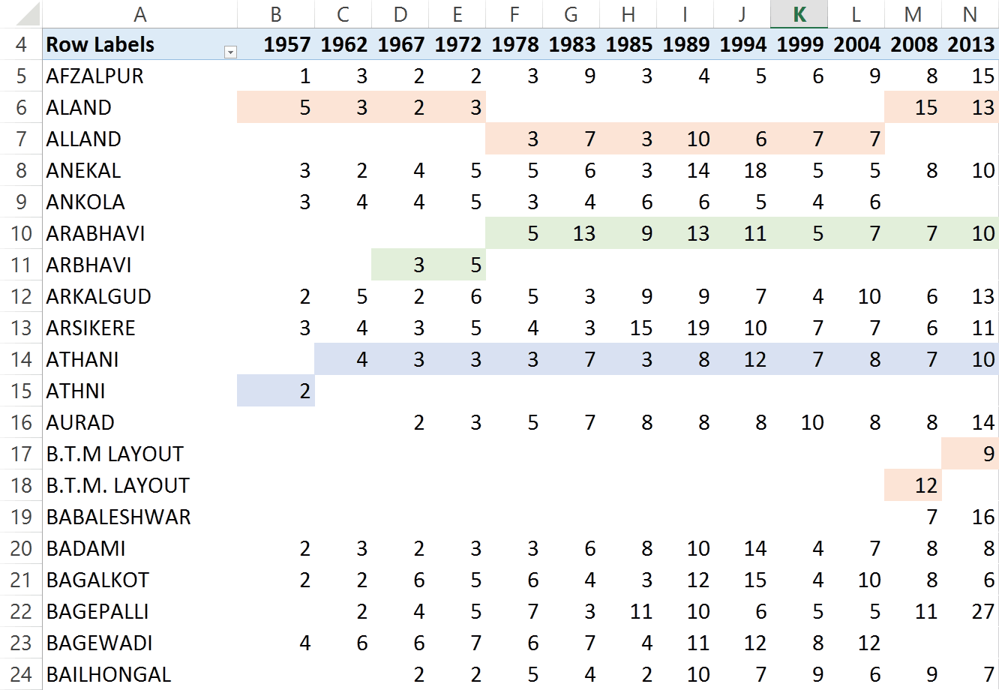 A B C D E F G H I J K L M N
4 Row Labels 1957 1962 1967 1972 1978 1983 1985 1989 1994 1999 2004 2008 2013
5 AFZALPUR 1 3 2 2 3 9 3 4 5 6 9 8 15
6 ALAND 5 3 2 3 15 13
7 ALLAND 3 7 3 10 6 7 7
8 ANEKAL 3 2 4 5 5 6 3 14 18 5 5 8 10
9 ANKOLA 3 4 4 5 3 4 6 6 5 4 6
10 ARABHAVI 5 13 9 13 11 5 7 7 10
11 ARBHAVI 3 5
12 ARKALGUD 2 5 2 6 5 3 9 9 7 4 10 6 13
13 ARSIKERE 3 4 3 5 4 3 15 19 10 7 7 6 11
14 ATHANI 4 3 3 3 7 3 8 12 7 8 7 10
15 ATHNI 2
16 AURAD 2 3 5 7 8 8 8 10 8 8 14
17 B.T.M LAYOUT 9
18 B.T.M. LAYOUT 12
19 BABALESHWAR 7 16
20 BADAMI 2 3 2 3 3 6 8 10 14 4 7 8 8
21 BAGALKOT 2 2 6 5 6 4 3 12 15 4 10 8 6
22 BAGEPALLI 2 4 5 7 3 11 10 6 5 5 11 27
23 BAGEWADI 4 6 6 7 6 7 4 11 12 8 12
24 BAILHONGAL 2 2 5 4 2 10 7 9 6 9 7